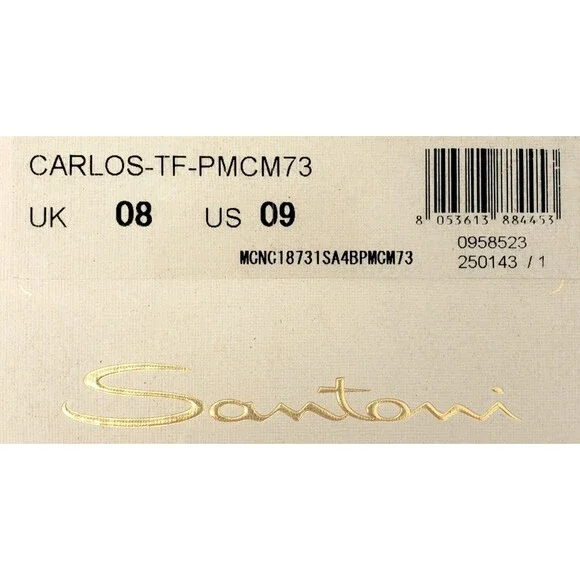 CARLOS-TF-PMCM73
UK 08 US 09
8 053613 884453
0958523
MCNC18731SA4BPMCM73
250143 / 1
Santoni